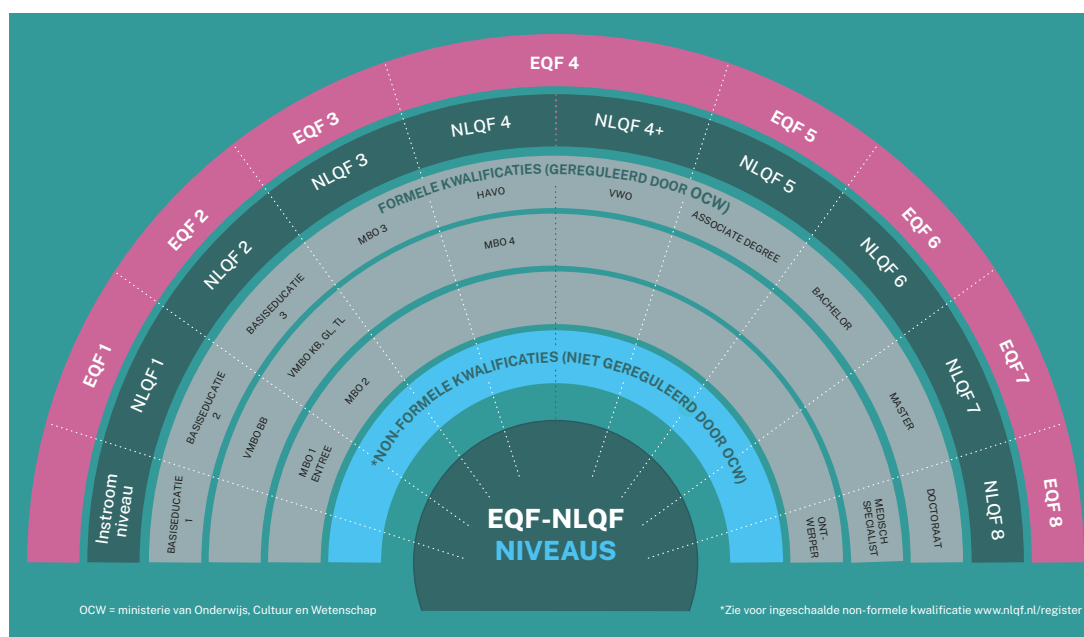 EQF 1
EQF 2
EQF 3
EQF 4
EQF 5
EQF 6
EQF 7
EQF 8
Instroom
niveau
NLQF 1
NLQF 2
NLQF 3
NLQF 4
NLQF 4+
NLQF 5
NLQF 6
NLQF 7
NLQF 8
FORMELE KWALIFICATIES (GEREGULEERD DOOR OCW)
BASISEDUCATIE
1
BASISEDUCATIE
2
BASISEDUCATIE
3
MBO 3
HAVO
VWO
ASSOCIATE DEGREE
BACHELOR
MASTER
DOCTORAAT
VMBO BB
VMBO KB, GL, TL
MBO 4
MEDISCH
SPECIALIST
MBO 1
ENTREE
MBO 2
ONT-
WERPER
*NON-FORMELE KWALIFICATIES (NIET GEREGULEERD DOOR OCW)
EQF-NLQF
NIVEAUS
OCW = ministerie van Onderwijs, Cultuur en Wetenschap
*Zie voor ingeschaalde non-formele kwalificatie www.nlqf.nl/register